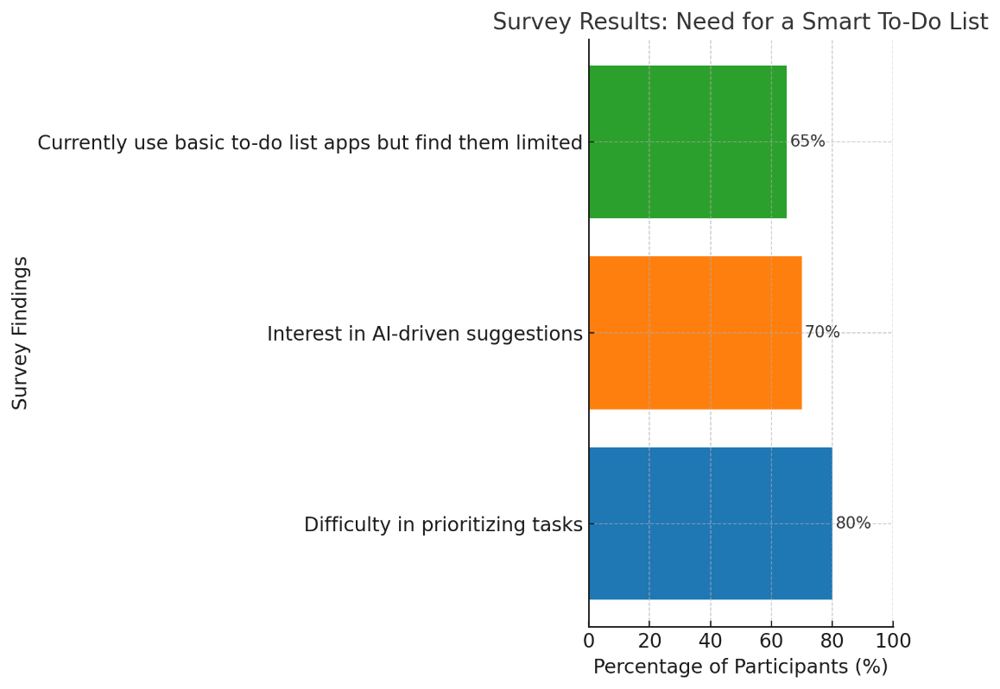 Survey Results: Need for a Smart To-Do List
Survey Findings
Currently use basic to-do list apps but find them limited
65%
Interest in AI-driven suggestions
70%
Difficulty in prioritizing tasks
80%
0 20 40 60 80 100
Percentage of Participants (%)